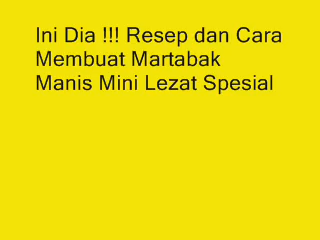 Ini Dia !!! Resep dan Cara
Membuat Martabak
Manis Mini Lezat Spesial